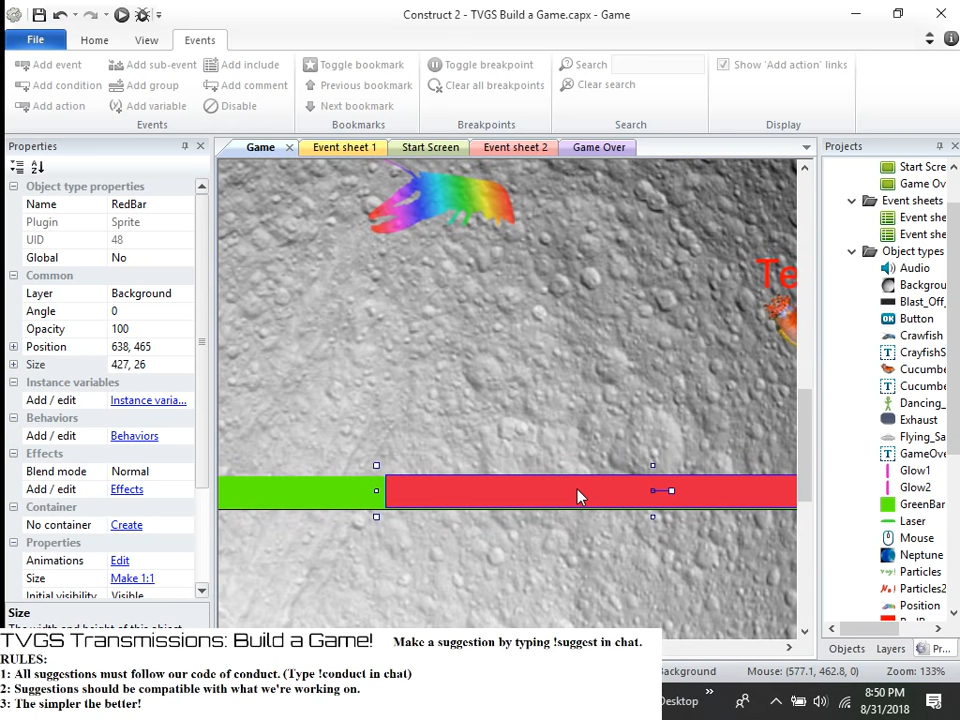 Construct 2 - TVGS Build a Game.capx - Game
File Home View Events
Add event Add sub-event Add include Toggle bookmark Toggle breakpoint Search Show 'Add action' links
Add condition Add group Add comment Previous bookmark Clear all breakpoints Clear search
Add action Add variable Disable Next bookmark
Events Bookmarks Breakpoints Search Display
Properties Game Event sheet 1 Start Screen Event sheet 2 Game Over Projects
Object type properties
Name RedBar
Plugin Sprite
UID 48
Global No
Common
Layer Background
Angle 0
Opacity 100
Position 638, 465
Size 427, 26
Instance variables
Add / edit Instance varia...
Behaviors
Add / edit Behaviors
Effects
Blend mode Normal
Add / edit Effects
Container
No container Create
Properties
Animations Edit
Size Make 1:1
Initial visibility Visible
Size
Te
Start Scre
Game Ov
Event sheets
Event she
Event she
Object types
Audio
Backgrou
Blast_Off_
Button
Crawfish
CrayfishS
Cucumbe
Cucumbe
Dancing_
Exhaust
Flying_Sa
GameOve
Glow1
Glow2
GreenBar
Laser
Mouse
Neptune
Particles
Particles2
Position
Objects Layers Pr...
ackground Mouse: (577.1, 462.8, 0) Zoom: 133%
TVGS Transmissions: Build a Game! Make a suggestion by typing !suggest in chat.
RULES:
1: All suggestions must follow our code of conduct. (Type !conduct in chat)
2: Suggestions should be compatible with what we're working on.
3: The simpler the better!
Desktop
8:50 PM
8/31/2018